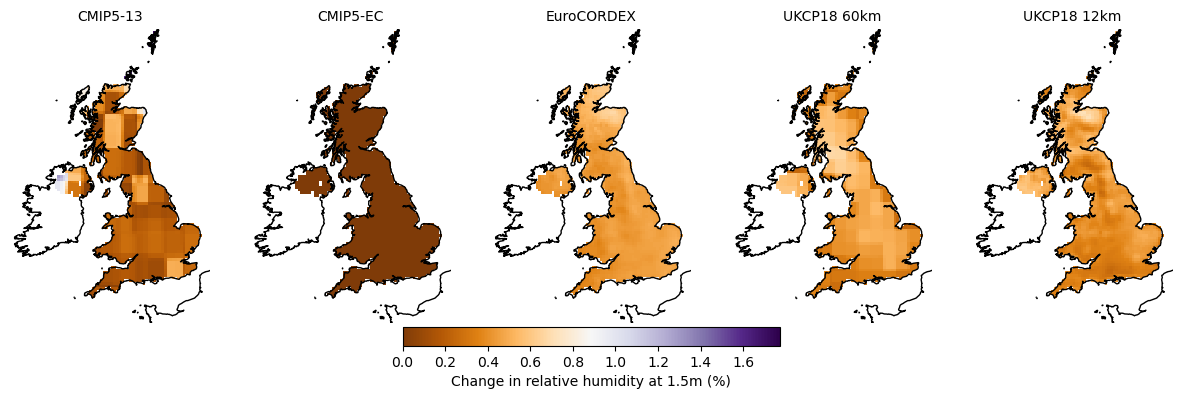 CMIP5-13 CMIP5-EC EuroCORDEX UKCP18 60km UKCP18 12km
0.0 0.2 0.4 0.6 0.8 1.0 1.2 1.4 1.6
Change in relative humidity at 1.5m (%)